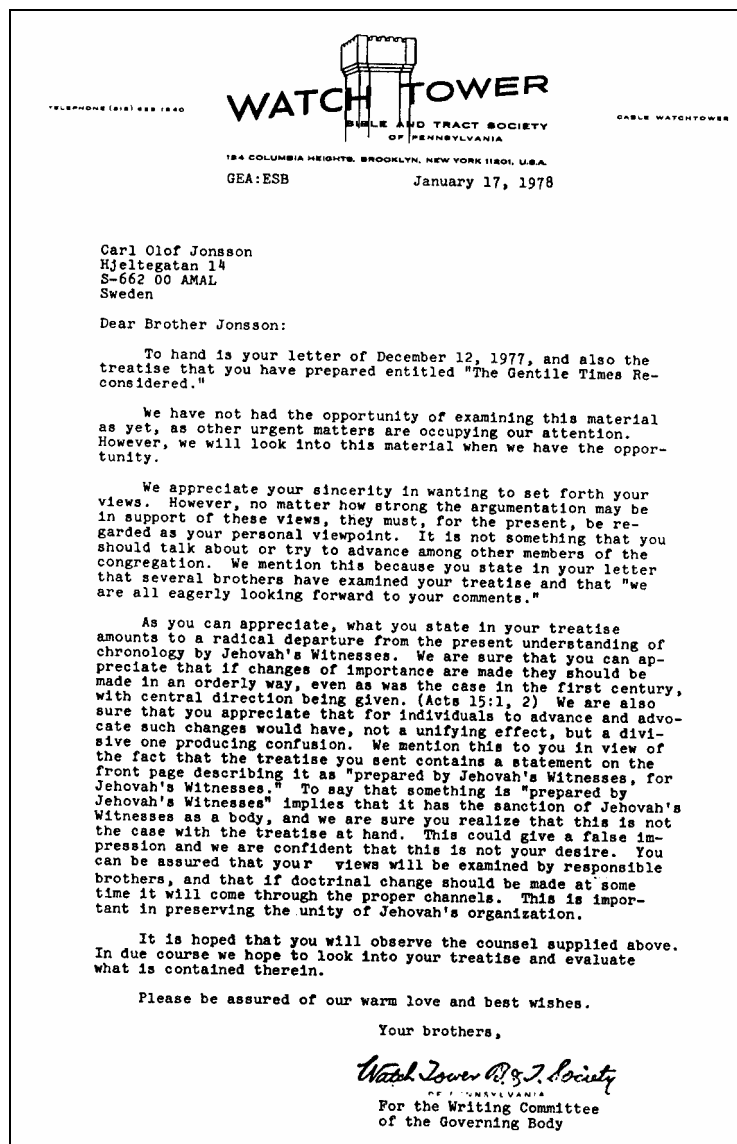 WATCH TOWER
BIBLE AND TRACT SOCIETY
OF PENNSYLVANIA
CABLE WATCHTOWER
124 COLUMBIA HEIGHTS, BROOKLYN, NEW YORK 11201, U.S.A.
GEA:ESB January 17, 1978
Carl Olof Jonsson
Hjeltegatan 14
S-662 00 AMAL
Sweden
Dear Brother Jonsson:
To hand is your letter of December 12, 1977, and also the
treatise that you have prepared entitled "The Gentile Times Re-
considered."
We have not had the opportunity of examining this material
as yet, as other urgent matters are occupying our attention.
However, we will look into this material when we have the oppor-
tunity.
We appreciate your sincerity in wanting to set forth your
views. However, no matter how strong the argumentation may be
in support of these views, they must, for the present, be re-
garded as your personal viewpoint. It is not something that you
should talk about or try to advance among other members of the
congregation. We mention this because you state in your letter
that several brothers have examined your treatise and that "we
are all eagerly looking forward to your comments."
As you can appreciate, what you state in your treatise
amounts to a radical departure from the present understanding of
chronology by Jehovah's Witnesses. We are sure that you can ap-
preciate that if changes of importance are made they should be
made in an orderly way, even as was the case in the first century,
with central direction being given. (Acts 15:1, 2) We are also
sure that you appreciate that for individuals to advance and advo-
cate such changes would have, not a unifying effect, but a divi-
sive one producing confusion. We mention this to you in view of
the fact that the treatise you sent contains a statement on the
front page describing it as "prepared by Jehovah's Witnesses, for
Jehovah's Witnesses." To say that something is "prepared by
Jehovah's Witnesses" implies that it has the sanction of Jehovah's
Witnesses as a body, and we are sure you realize that this is not
the case with the treatise at hand. This could give a false im-
pression and we are confident that this is not your desire. You
can be assured that your views will be examined by responsible
brothers, and that if doctrinal change should be made at some
time it will come through the proper channels. This is impor-
tant in preserving the unity of Jehovah's organization.
It is hoped that you will observe the counsel supplied above.
In due course we hope to look into your treatise and evaluate
what is contained therein.
Please be assured of our warm love and best wishes.
Your brothers,
Watch Tower B. & T. Society
OF PENNSYLVANIA
For the Writing Committee
of the Governing Body